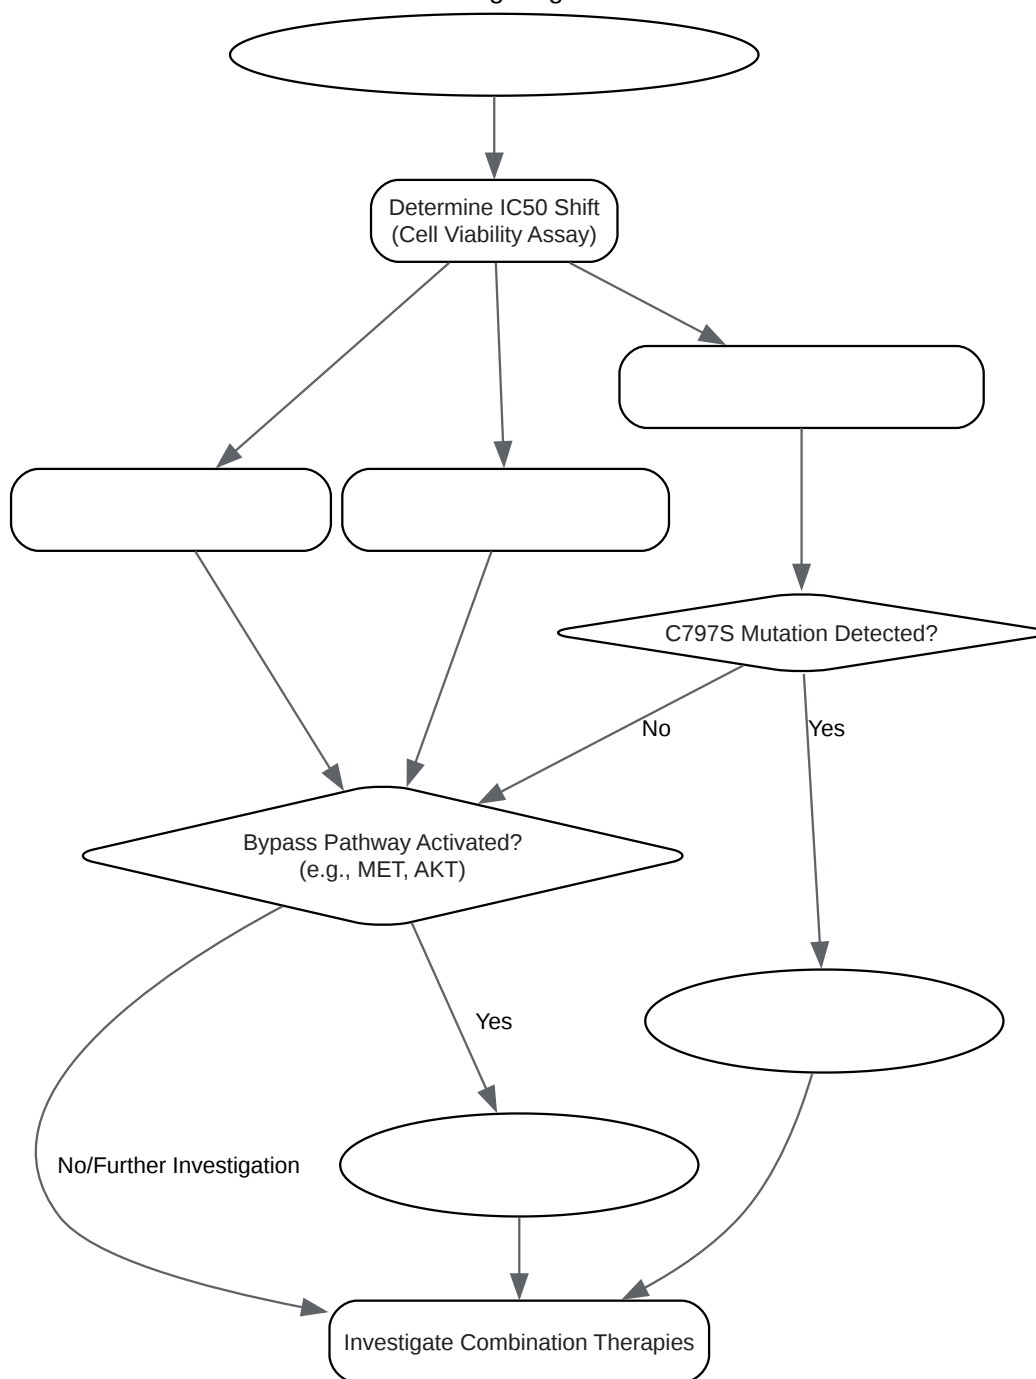 Determine IC50 Shift
(Cell Viability Assay)
C797S Mutation Detected?
No
Yes
Bypass Pathway Activated?
(e.g., MET, AKT)
Yes
No/Further Investigation
Investigate Combination Therapies